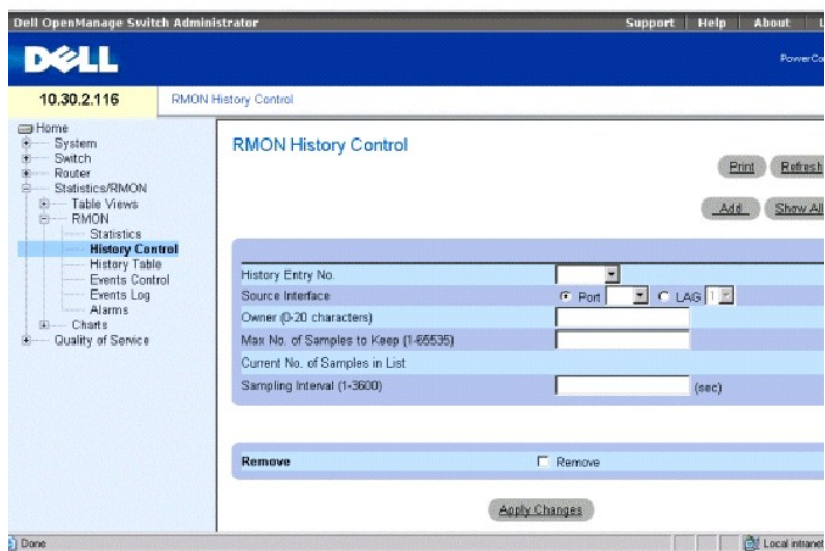 Dell OpenManage Switch Administrator
Support Help About
DELL
PowerCo
10.30.2.116
RMON History Control
Home
System
Switch
Router
Statistics/RMON
Table Views
RMON
Statistics
History Control
History Table
Events Control
Events Log
Alarms
Charts
Quality of Service
RMON History Control
Print Refresh
Add Show All
History Entry No.
Source Interface Port LAG 1
Owner (0-20 characters)
Max No. of Samples to Keep (1-65535)
Current No. of Samples in List
Sampling Interval (1-3600) (sec)
Remove Remove
Apply Changes
Done Local intranet